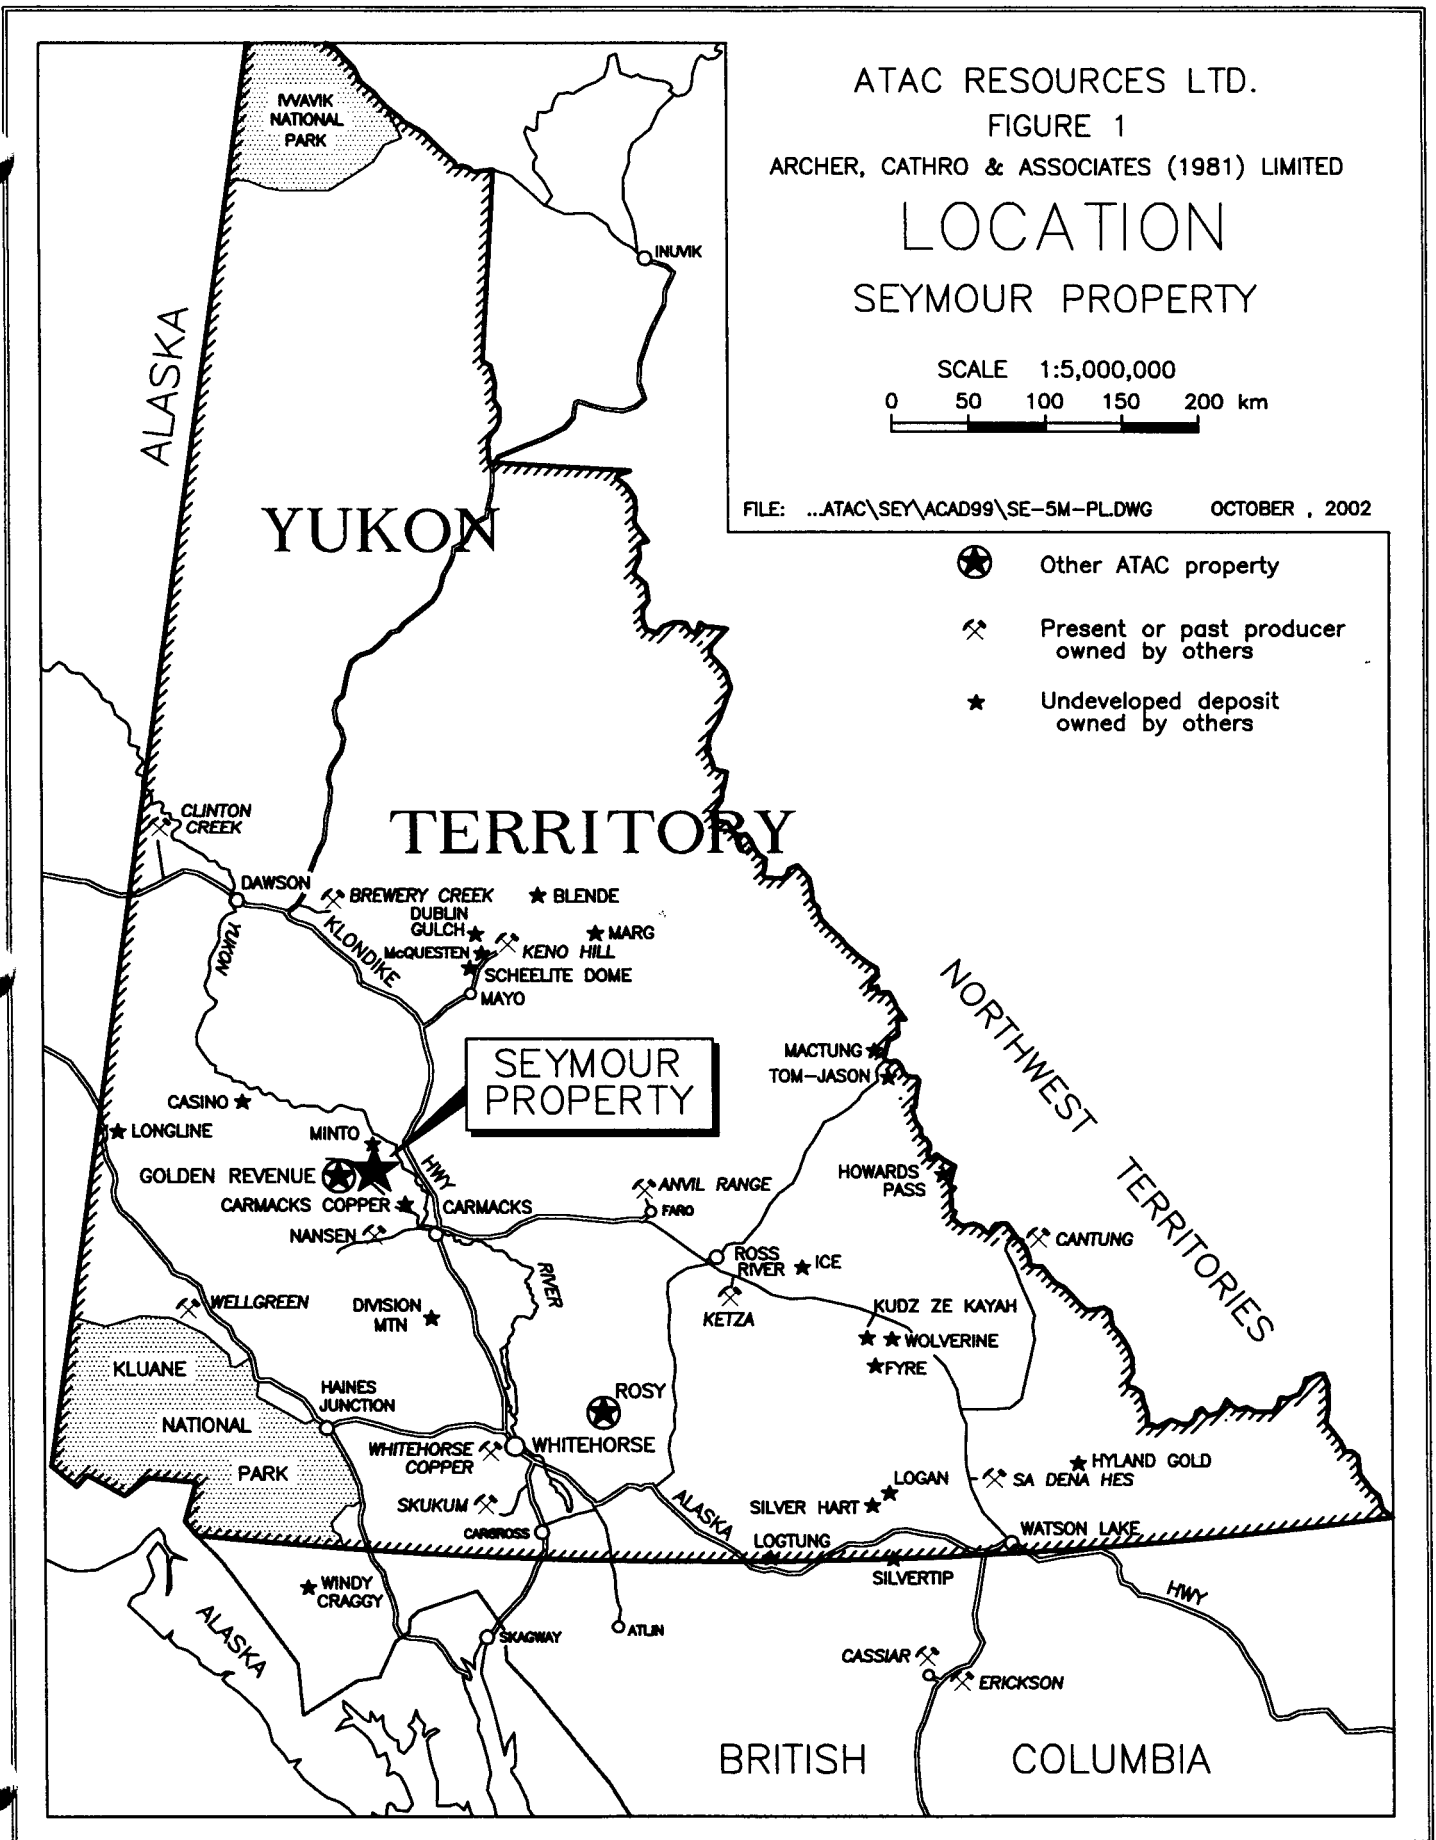 ATAC RESOURCES LTD.
FIGURE 1
ARCHER, CATHRO & ASSOCIATES (1981) LIMITED
LOCATION
SEYMOUR PROPERTY
SCALE 1:5,000,000
0 50 100 150 200 km
FILE: ...ATAC\SEY\ACAD99\SE-5M-PL.DWG OCTOBER , 2002
Other ATAC property
Present or past producer
owned by others
Undeveloped deposit
owned by others
IVVAVIK
NATIONAL
PARK
INUVIK
ALASKA
YUKON
TERRITORY
CLINTON
CREEK
DAWSON
BREWERY CREEK
BLENDE
DUBLIN
GULCH
MARG
McQUESTEN
KENO HILL
SCHEELITE DOME
MAYO
YUKON
KLONDIKE
NORTHWEST
TERRITORIES
SEYMOUR
PROPERTY
MACTUNG
TOM-JASON
CASINO
LONGLINE
MINTO
GOLDEN REVENUE
HWY
CARMACKS COPPER
CARMACKS
NANSEN
ANVIL RANGE
FARO
HOWARDS
PASS
CANTUNG
ROSS
RIVER
ICE
RIVER
KETZA
WELLGREEN
DIVISION
MTN
KUDZ ZE KAYAH
WOLVERINE
FYRE
KLUANE
NATIONAL
PARK
HAINES
JUNCTION
ROSY
WHITEHORSE
WHITEHORSE
COPPER
SKUKUM
CARCROSS
HYLAND GOLD
LOGAN
SA DENA HES
SILVER HART
ALASKA
LOGTUNG
WATSON LAKE
SILVERTIP
HWY
WINDY
CRAGGY
ALASKA
SKAGWAY
ATLIN
CASSIAR
ERICKSON
BRITISH COLUMBIA